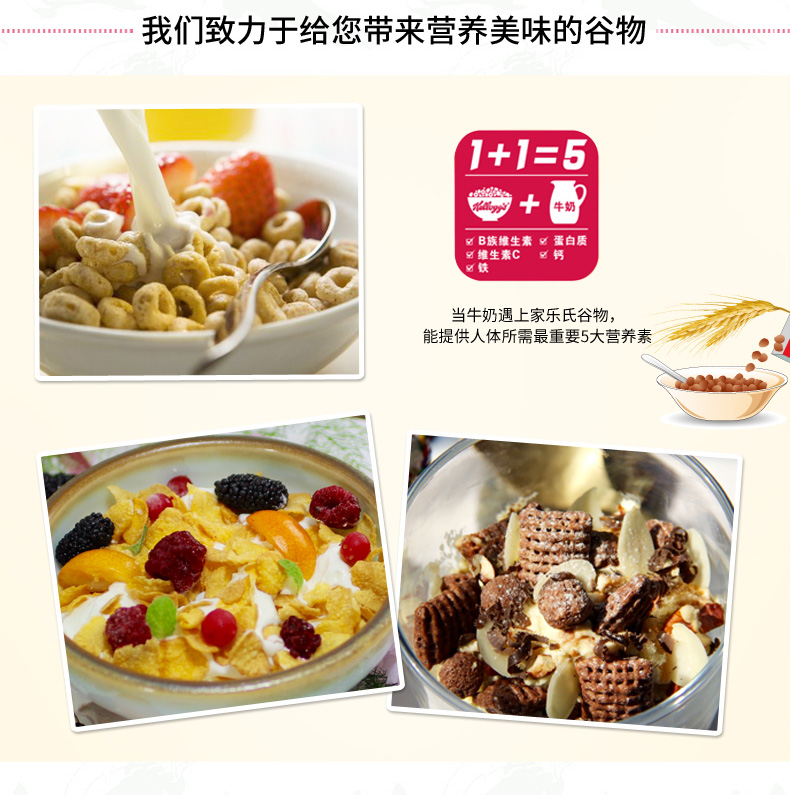 我们致力于给您带来营养美味的谷物
1+1=5
Kellogg's + 牛奶
B族维生素 蛋白质
维生素C 钙
铁
当牛奶遇上家乐氏谷物，
能提供人体所需最重要5大营养素